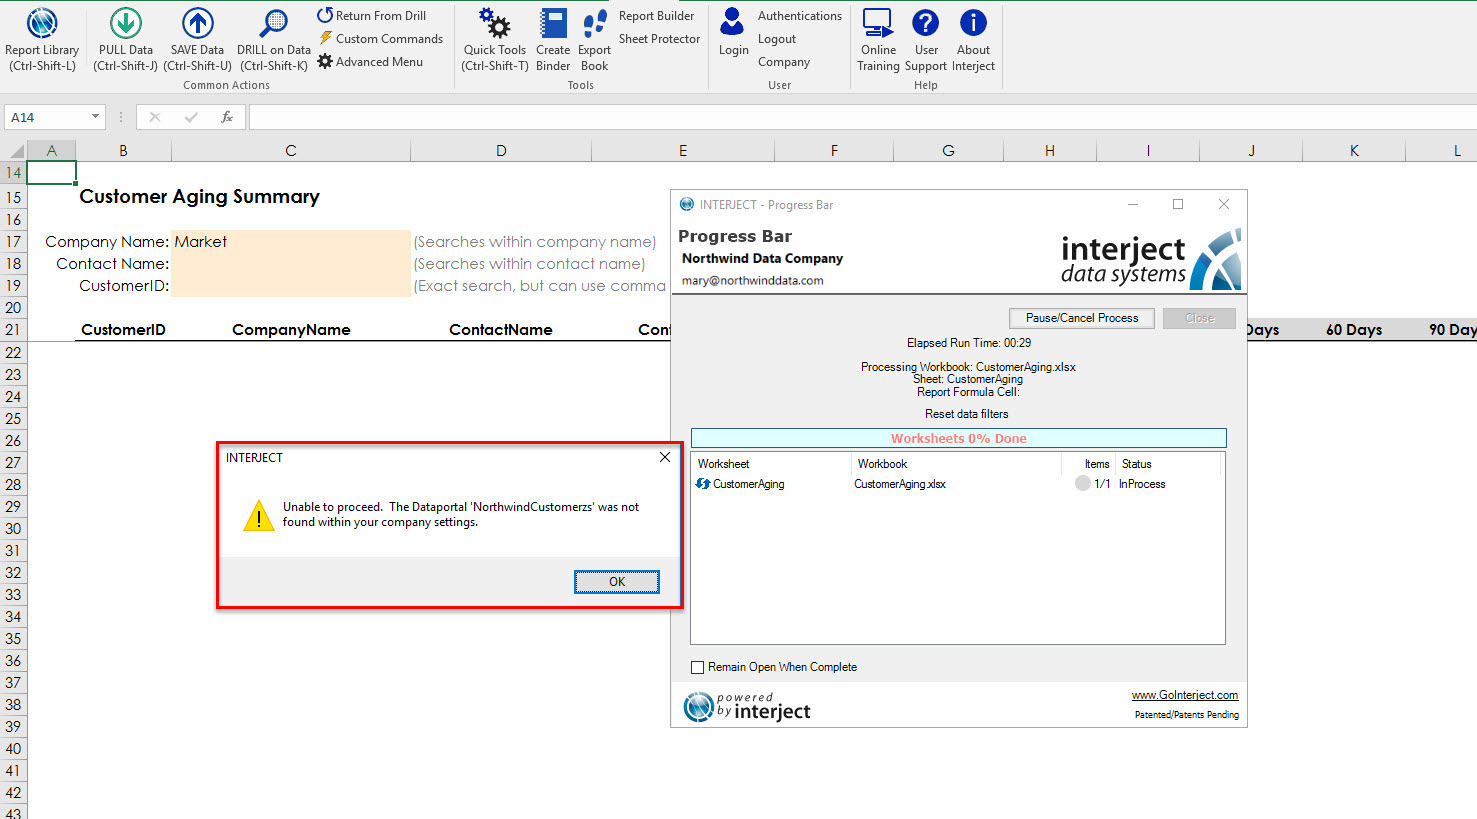 Report Library
(Ctrl-Shift-L)
PULL Data
(Ctrl-Shift-J)
SAVE Data
(Ctrl-Shift-U)
DRILL on Data
(Ctrl-Shift-K)
Return From Drill
Custom Commands
Advanced Menu
Common Actions
Quick Tools
(Ctrl-Shift-T)
Create
Binder
Export
Book
Report Builder
Sheet Protector
Tools
Login
Authentications
Logout
Company
User
Online
Training
User
Support
About
Interject
Help
A14
fx
A B C D E F G H I J K L
14
15 Customer Aging Summary
16
17 Company Name: Market (Searches within company name)
18 Contact Name: (Searches within contact name)
19 CustomerID: (Exact search, but can use comma
20
21 CustomerID CompanyName ContactName Cont Days 60 Days 90 Day
22
23
24
25
26
27
28
29
30
31
32
33
34
35
36
37
38
39
40
41
42
43
INTERJECT - Progress Bar
Progress Bar
Northwind Data Company
mary@northwinddata.com
interject
data systems
Pause/Cancel Process
Close
Elapsed Run Time: 00:29
Processing Workbook: CustomerAging.xlsx
Sheet: CustomerAging
Report Formula Cell:
Reset data filters
Worksheets 0% Done
Worksheet Workbook Items Status
CustomerAging CustomerAging.xlsx 1/1 InProcess
Remain Open When Complete
powered
by interject
www.GoInterject.com
Patented/Patents Pending
INTERJECT
Unable to proceed. The Dataportal 'NorthwindCustomerzs' was not
found within your company settings.
OK